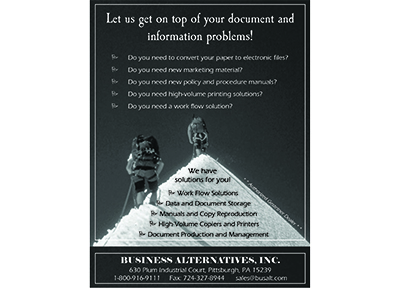 Let us get on top of your document and
information problems!
Do you need to convert your paper to electronic files?
Do you need new marketing material?
Do you need new policy and procedure manuals?
Do you need high-volume printing solutions?
Do you need a work flow solution?
We have
solutions for you!
Work Flow Solutions
Data and Document Storage
Manuals and Copy Reproduction
High Volume Copiers and Printers
Document Production and Management
BUSINESS ALTERNATIVES, INC.
630 Plum Industrial Court, Pittsburgh, PA 15239
1-800-916-9111 Fax: 724-327-8944 sales@busalt.com